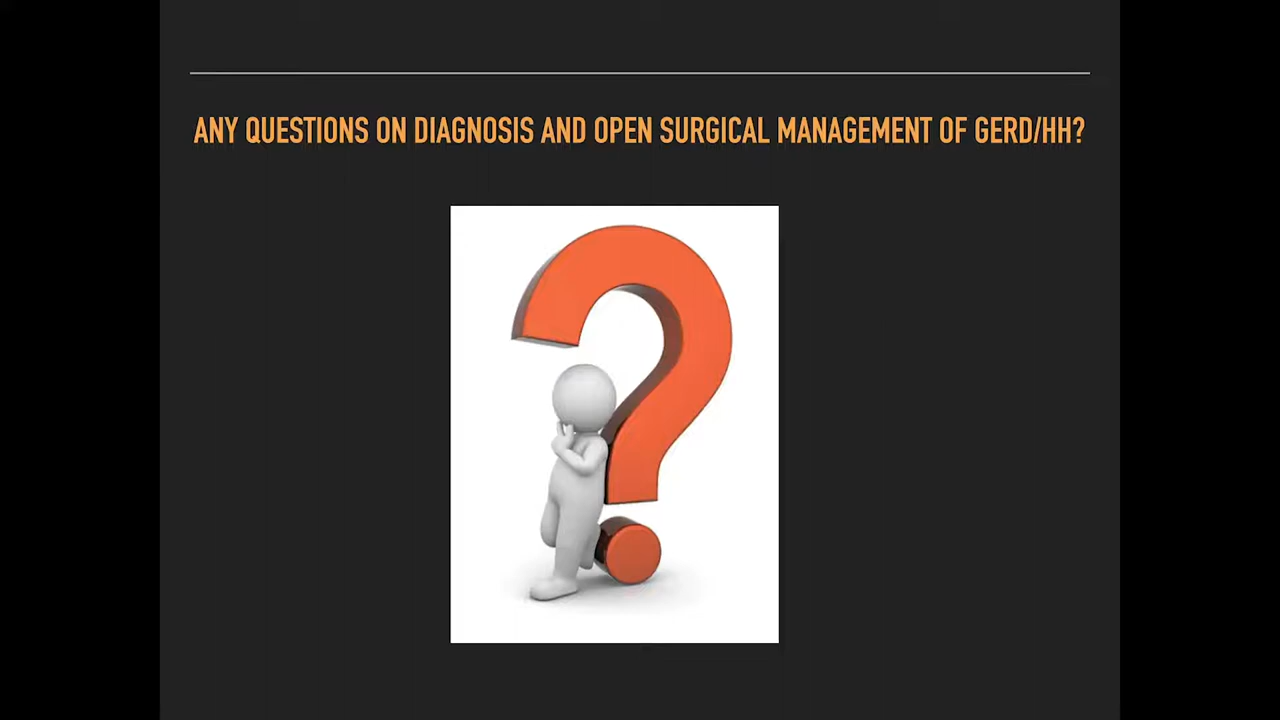 ANY QUESTIONS ON DIAGNOSIS AND OPEN SURGICAL MANAGEMENT OF GERD/HH?